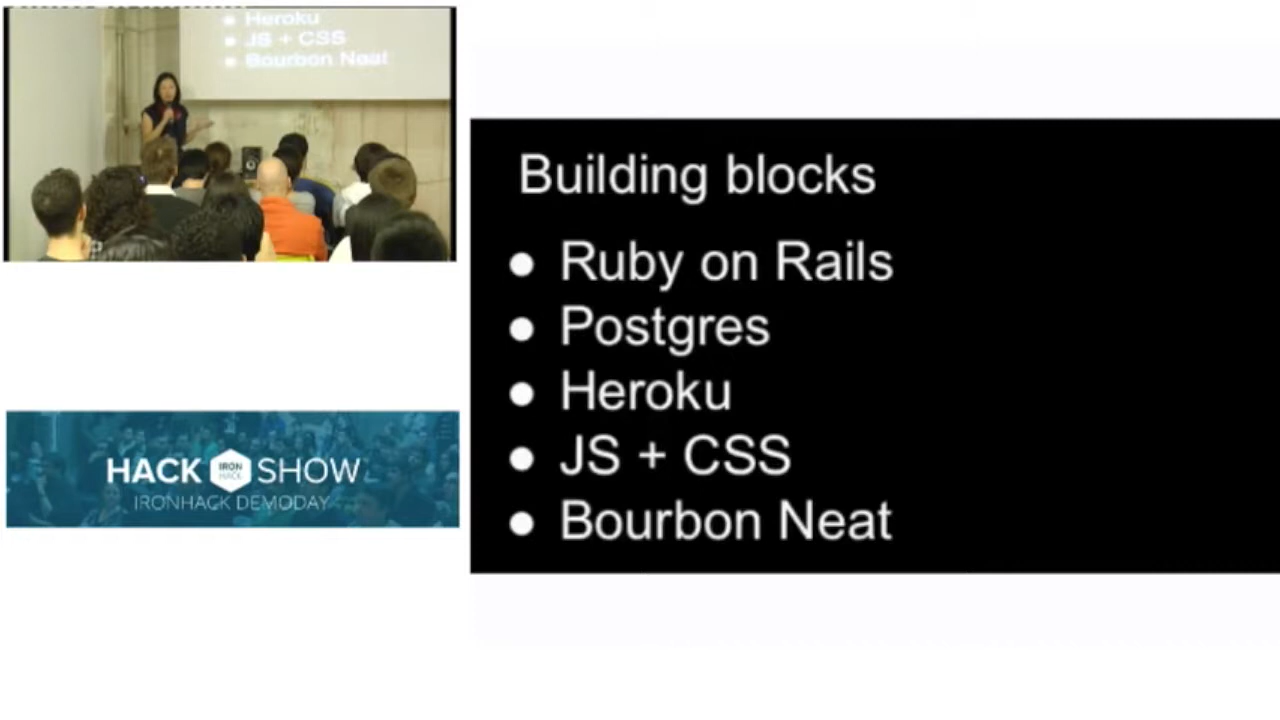 Heroku
JS + CSS
Bourbon Neat
Building blocks
Ruby on Rails
Postgres
Heroku
JS + CSS
Bourbon Neat
HACK IRON HACK SHOW
IRONHACK DEMODAY